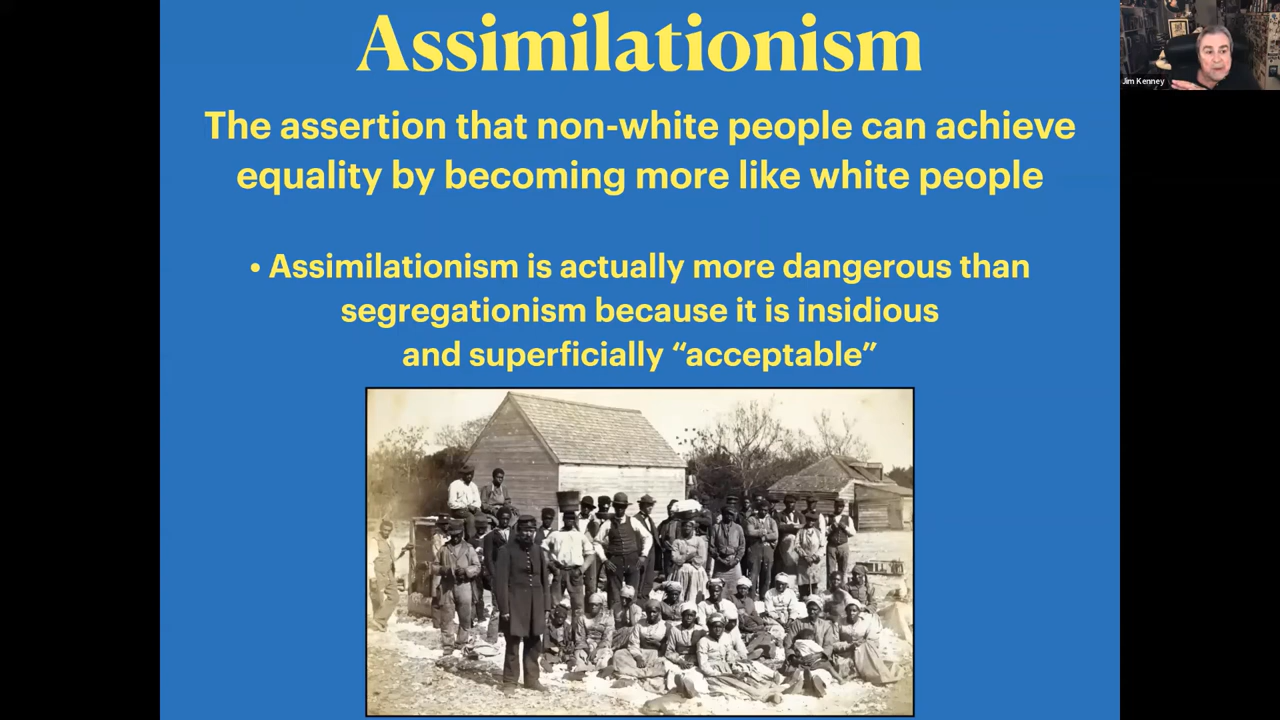 Assimilationism
The assertion that non-white people can achieve
equality by becoming more like white people
• Assimilationism is actually more dangerous than
segregationism because it is insidious
and superficially “acceptable”
Jim Kenney